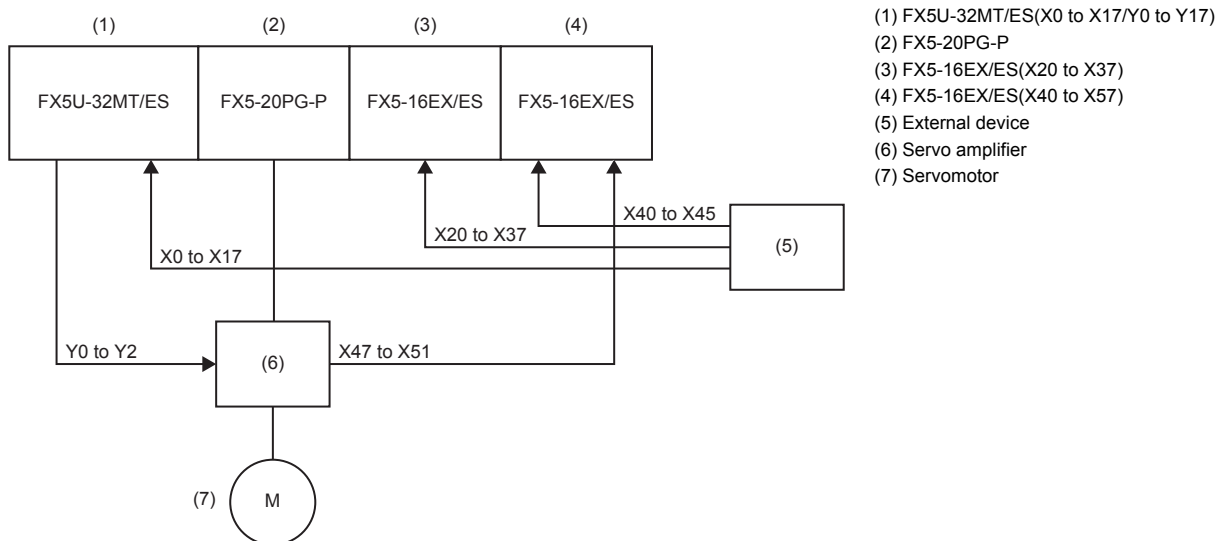 (1)
(2)
(3)
(4)
FX5U-32MT/ES
FX5-20PG-P
FX5-16EX/ES
FX5-16EX/ES
X40 to X45
X20 to X37
X0 to X17
(5)
Y0 to Y2
(6)
X47 to X51
(7)
M
(1) FX5U-32MT/ES(X0 to X17/Y0 to Y17)
(2) FX5-20PG-P
(3) FX5-16EX/ES(X20 to X37)
(4) FX5-16EX/ES(X40 to X57)
(5) External device
(6) Servo amplifier
(7) Servomotor